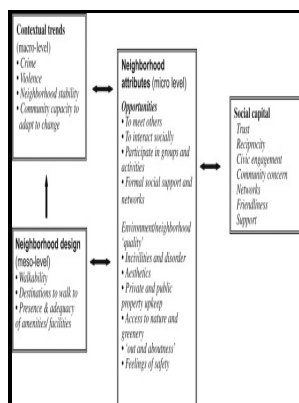 Contextual trends
(macro-level)
• Crime
• Violence
• Neighborhood stability
• Community capacity to
adapt to change
Neighborhood design
(meso-level)
• Walkability
• Destinations to walk to
• Presence & adequacy
of amenities/ facilities
Neighborhood
attributes (micro level)
Opportunities
• To meet others
• To interact socially
• Participate in groups and
activities
• Formal social support and
networks
Environment/neighborhood
‘quality’
• Incivilities and disorder
• Aesthetics
• Private and public
property upkeep
• Access to nature and
greenery
• ‘out and aboutness’
• Feelings of safety
Social capital
Trust
Reciprocity
Civic engagement
Community concern
Networks
Friendliness
Support